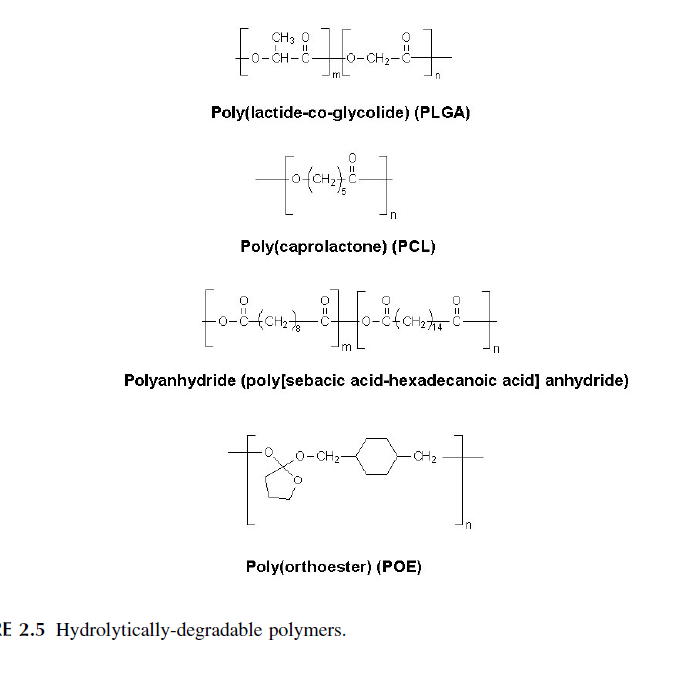 CH3 O
O-CH-C m O-CH2-C n
O
Poly(lactide-co-glycolide) (PLGA)
O
O (CH2)5 C
n
Poly(caprolactone) (PCL)
O O O O
O-C (CH2)8 C m O-C (CH2)14 C n
Polyanhydride (poly[sebacic acid-hexadecanoic acid] anhydride)
O O-CH2 CH2
O
n
Poly(orthoester) (POE)
RE 2.5 Hydrolytically-degradable polymers.